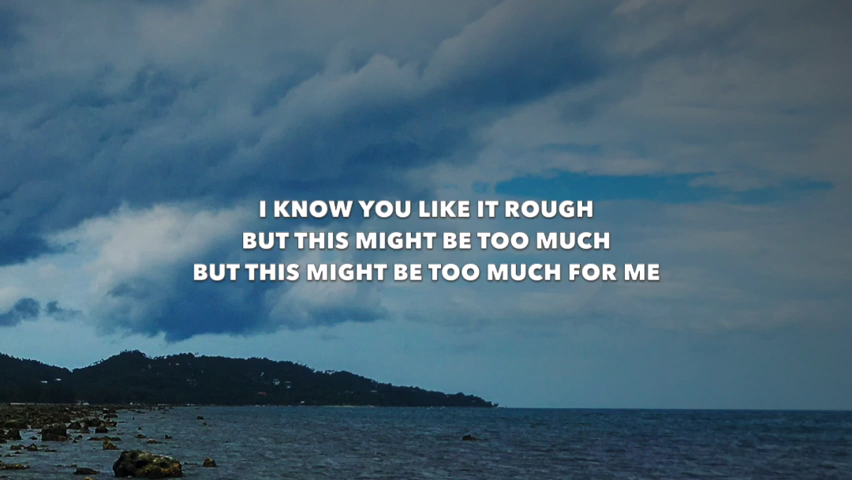 I KNOW YOU LIKE IT ROUGH
BUT THIS MIGHT BE TOO MUCH
BUT THIS MIGHT BE TOO MUCH FOR ME